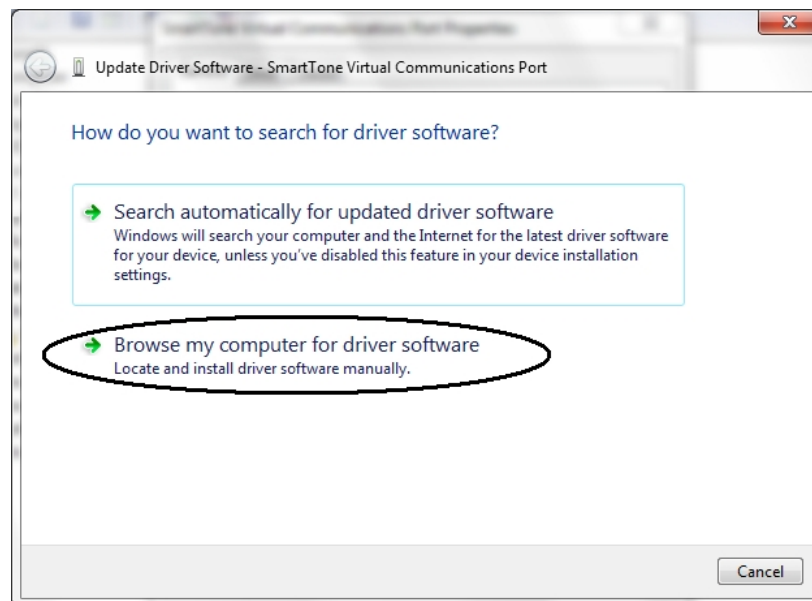 Update Driver Software - SmartTone Virtual Communications Port
How do you want to search for driver software?
Search automatically for updated driver software
Windows will search your computer and the Internet for the latest driver software
for your device, unless you've disabled this feature in your device installation
settings.
Browse my computer for driver software
Locate and install driver software manually.
Cancel